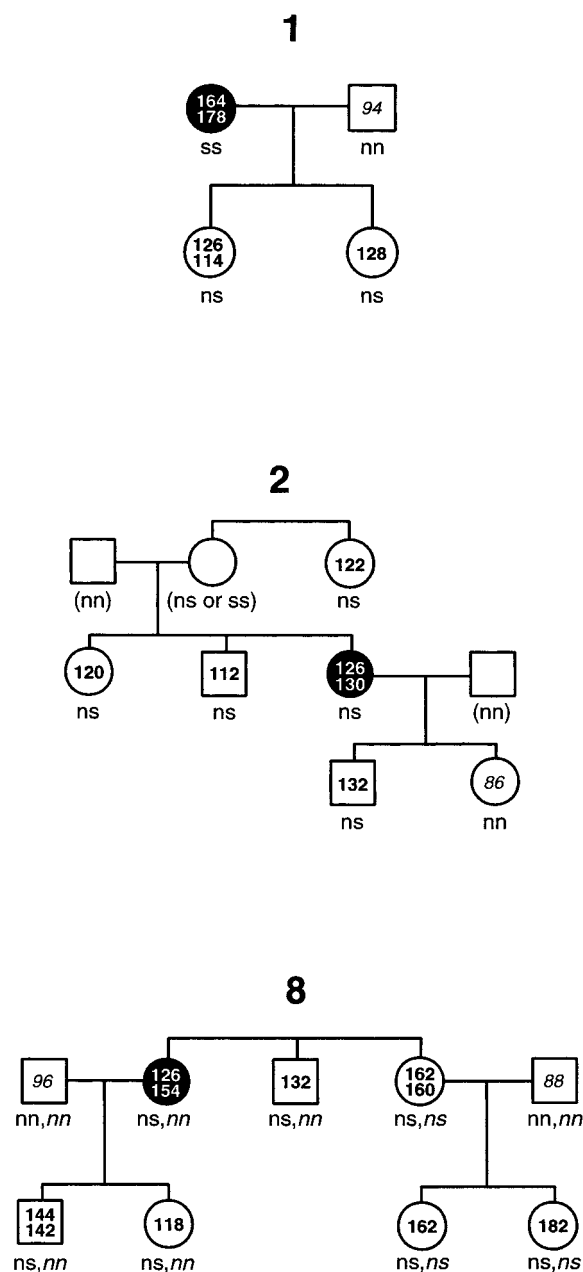 1
164 94
178
ss nn
126 128
114
ns ns
2
122
(nn) (ns or ss) ns
120 112 126
130
ns ns ns (nn)
132 86
ns nn
8
96 126 132 162 88
154 160
nn,nn ns,nn ns,nn ns,ns nn,nn
144 118 162 182
142
ns,nn ns,nn ns,ns ns,ns